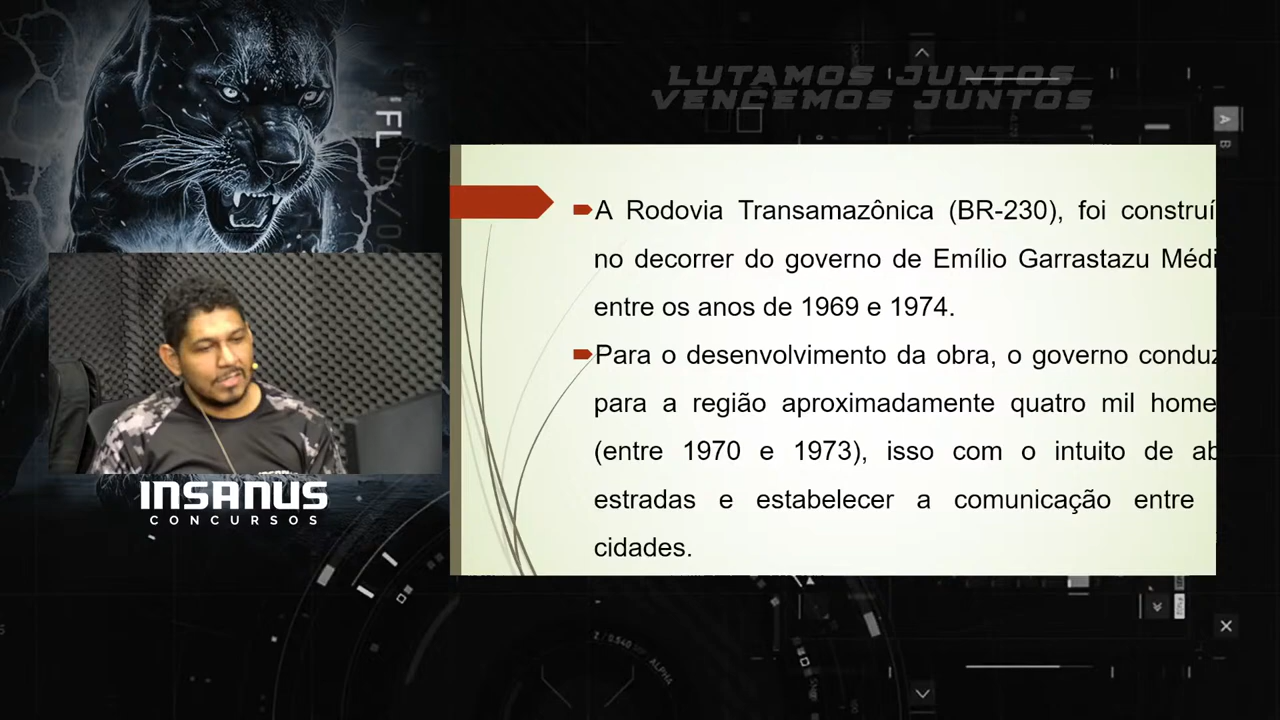 LUTAMOS JUNTOS
VENCEMOS JUNTOS
A Rodovia Transamazônica (BR-230), foi construí
no decorrer do governo de Emílio Garrastazu Médi
entre os anos de 1969 e 1974.
Para o desenvolvimento da obra, o governo conduz
para a região aproximadamente quatro mil home
(entre 1970 e 1973), isso com o intuito de ab
estradas e estabelecer a comunicação entre
cidades.
INSANUS
CONCURSOS
A
B